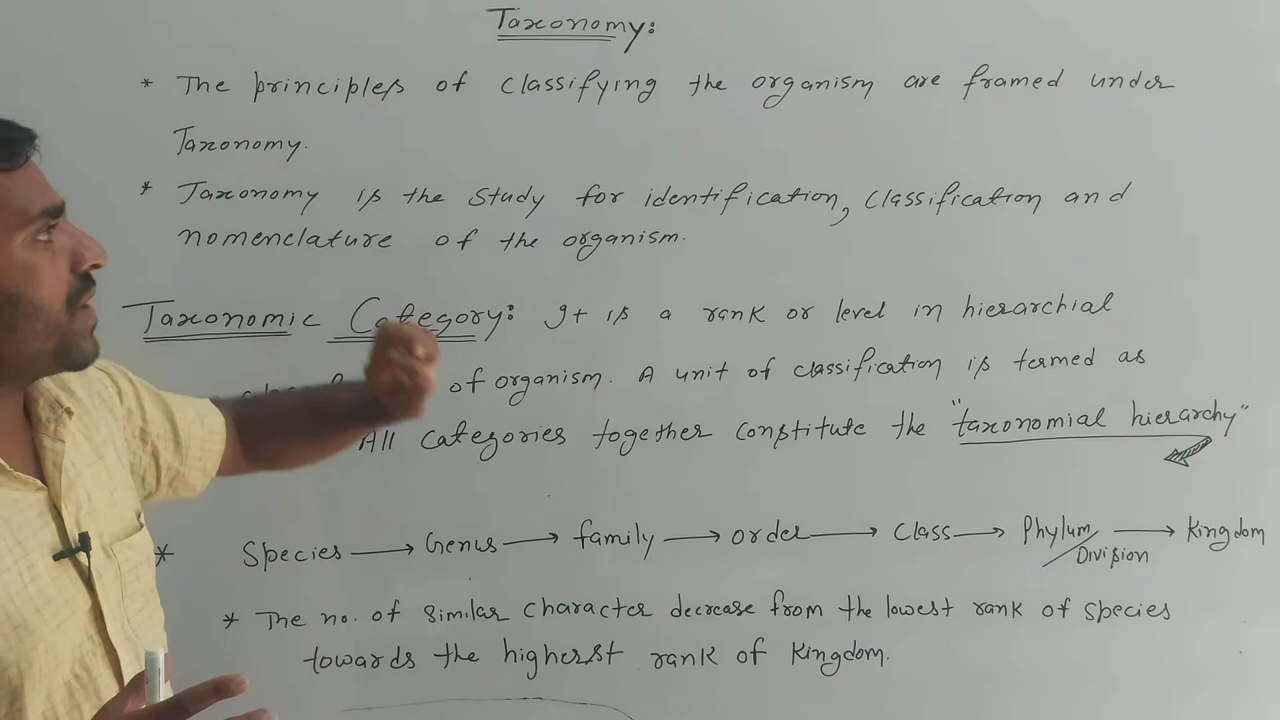 Taxonomy:
* The principles of classifying the organism are framed under
Taxonomy.
* Taxonomy is the study for identification, classification and
nomenclature of the organism.
Taxonomic Category: It is a rank or level in hierarchial
of organism. A unit of classification is termed as
All categories together constitute the "taxonomial hierarchy"
* Species → Genus → family → order → Class → Phylum/Division → Kingdom
* The no. of similar character decrease from the lowest rank of species
towards the highest rank of Kingdom.